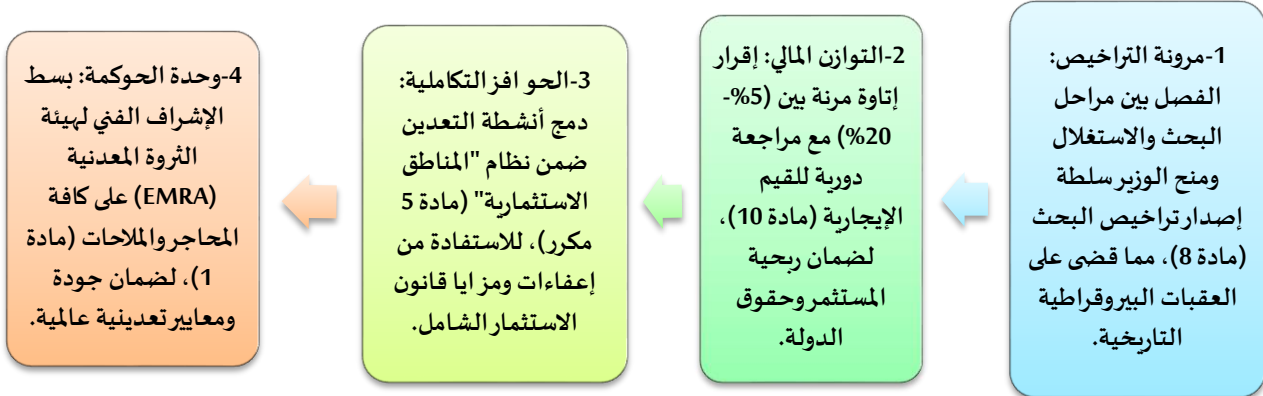 1-مرونة التراخيص:
الفصل بين مراحل
البحث والاستغلال
ومنح الوزير سلطة
إصدار تراخيص البحث
(مادة 8)، مما قضى على
العقبات البيروقراطية
التاريخية.
2-التوازن المالي: إقرار
إتاوة مرنة بين (5%-
20%) مع مراجعة
دورية للقيم
الإيجارية (مادة 10)،
لضمان ربحية
المستثمر وحقوق
الدولة.
3-الحو افز التكاملية:
دمج أنشطة التعدين
ضمن نظام "المناطق
الاستثمارية" (مادة 5
مكرر)، للاستفادة من
إعفاءات ومز ايا قانون
الاستثمار الشامل.
4-وحدة الحوكمة: بسط
الإشراف الفني لهيئة
الثروة المعدنية
(EMRA) على كافة
المحاجر والملاحات (مادة
1)، لضمان جودة
ومعايير تعدينية عالمية.